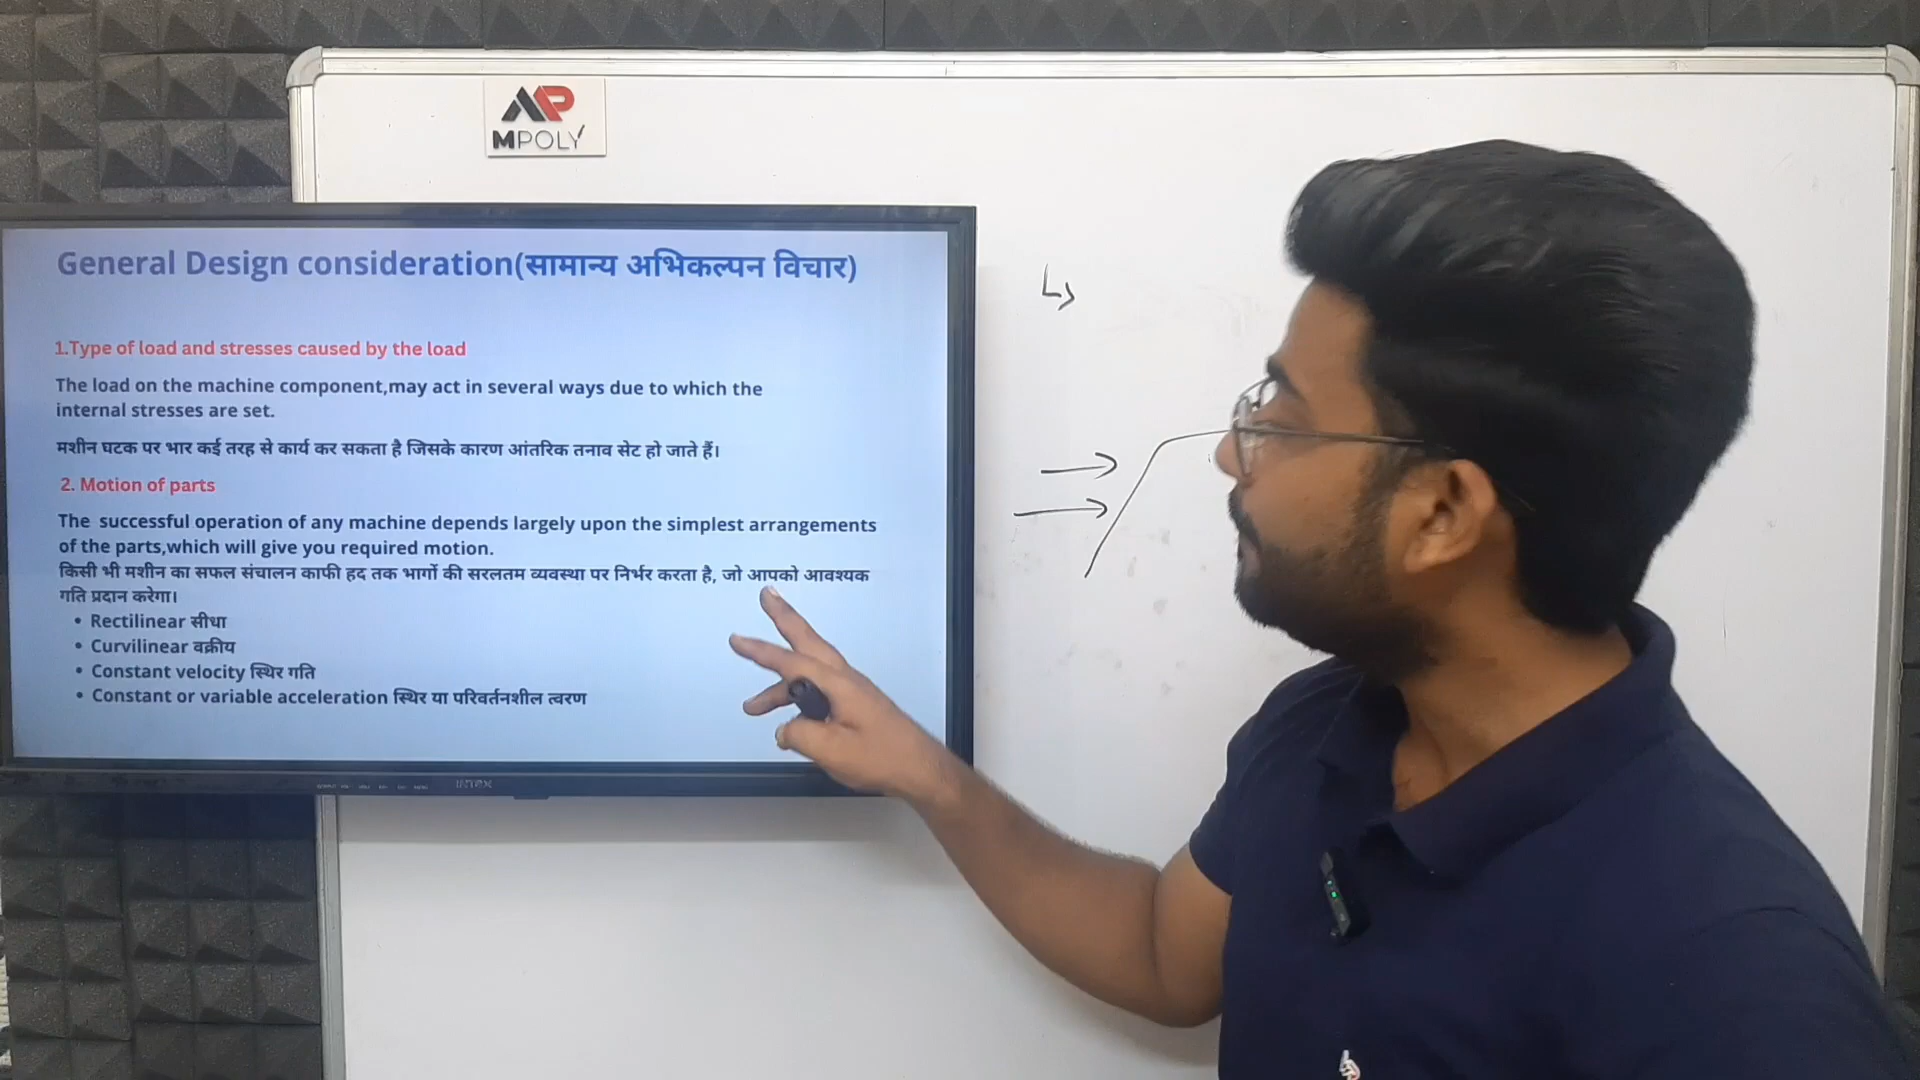 MPOLY
General Design consideration(सामान्य अभिकल्पन विचार)
1.Type of load and stresses caused by the load
The load on the machine component,may act in several ways due to which the
internal stresses are set.
मशीन घटक पर भार कई तरह से कार्य कर सकता है जिसके कारण आंतरिक तनाव सेट हो जाते हैं।
2. Motion of parts
The successful operation of any machine depends largely upon the simplest arrangements
of the parts,which will give you required motion.
किसी भी मशीन का सफल संचालन काफी हद तक भागों की सरलतम व्यवस्था पर निर्भर करता है, जो आपको आवश्यक
गति प्रदान करेगा।
• Rectilinear सीधा
• Curvilinear वक्रीय
• Constant velocity स्थिर गति
• Constant or variable acceleration स्थिर या परिवर्तनशील त्वरण